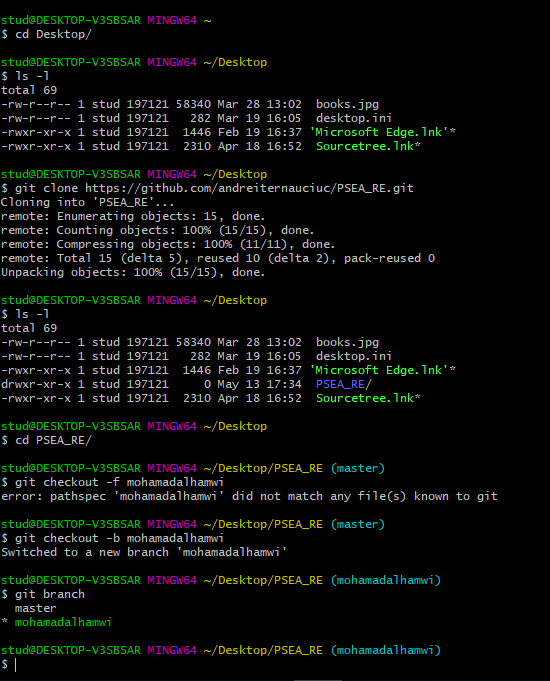 stud@DESKTOP-V3SBSAR MINGW64 ~
$ cd Desktop/
stud@DESKTOP-V3SBSAR MINGW64 ~/Desktop
$ ls -l
total 69
-rw-r--r-- 1 stud 197121 58340 Mar 28 13:02  books.jpg
-rw-r--r-- 1 stud 197121   282 Mar 19 16:05  desktop.ini
-rwxr-xr-x 1 stud 197121  1446 Feb 19 16:37 'Microsoft Edge.lnk'*
-rwxr-xr-x 1 stud 197121  2310 Apr 18 16:52  Sourcetree.lnk*
stud@DESKTOP-V3SBSAR MINGW64 ~/Desktop
$ git clone https://github.com/andreiternauciuc/PSEA_RE.git
Cloning into 'PSEA_RE'...
remote: Enumerating objects: 15, done.
remote: Counting objects: 100% (15/15), done.
remote: Compressing objects: 100% (11/11), done.
remote: Total 15 (delta 5), reused 10 (delta 2), pack-reused 0
Unpacking objects: 100% (15/15), done.
stud@DESKTOP-V3SBSAR MINGW64 ~/Desktop
$ ls -l
total 69
-rw-r--r-- 1 stud 197121 58340 Mar 28 13:02  books.jpg
-rw-r--r-- 1 stud 197121   282 Mar 19 16:05  desktop.ini
-rwxr-xr-x 1 stud 197121  1446 Feb 19 16:37 'Microsoft Edge.lnk'*
drwxr-xr-x 1 stud 197121     0 May 13 17:34  PSEA_RE/
-rwxr-xr-x 1 stud 197121  2310 Apr 18 16:52  Sourcetree.lnk*
stud@DESKTOP-V3SBSAR MINGW64 ~/Desktop
$ cd PSEA_RE/
stud@DESKTOP-V3SBSAR MINGW64 ~/Desktop/PSEA_RE (master)
$ git checkout -f mohamadalhamwi
error: pathspec 'mohamadalhamwi' did not match any file(s) known to git
stud@DESKTOP-V3SBSAR MINGW64 ~/Desktop/PSEA_RE (master)
$ git checkout -b mohamadalhamwi
Switched to a new branch 'mohamadalhamwi'
stud@DESKTOP-V3SBSAR MINGW64 ~/Desktop/PSEA_RE (mohamadalhamwi)
$ git branch
  master
* mohamadalhamwi
stud@DESKTOP-V3SBSAR MINGW64 ~/Desktop/PSEA_RE (mohamadalhamwi)
$